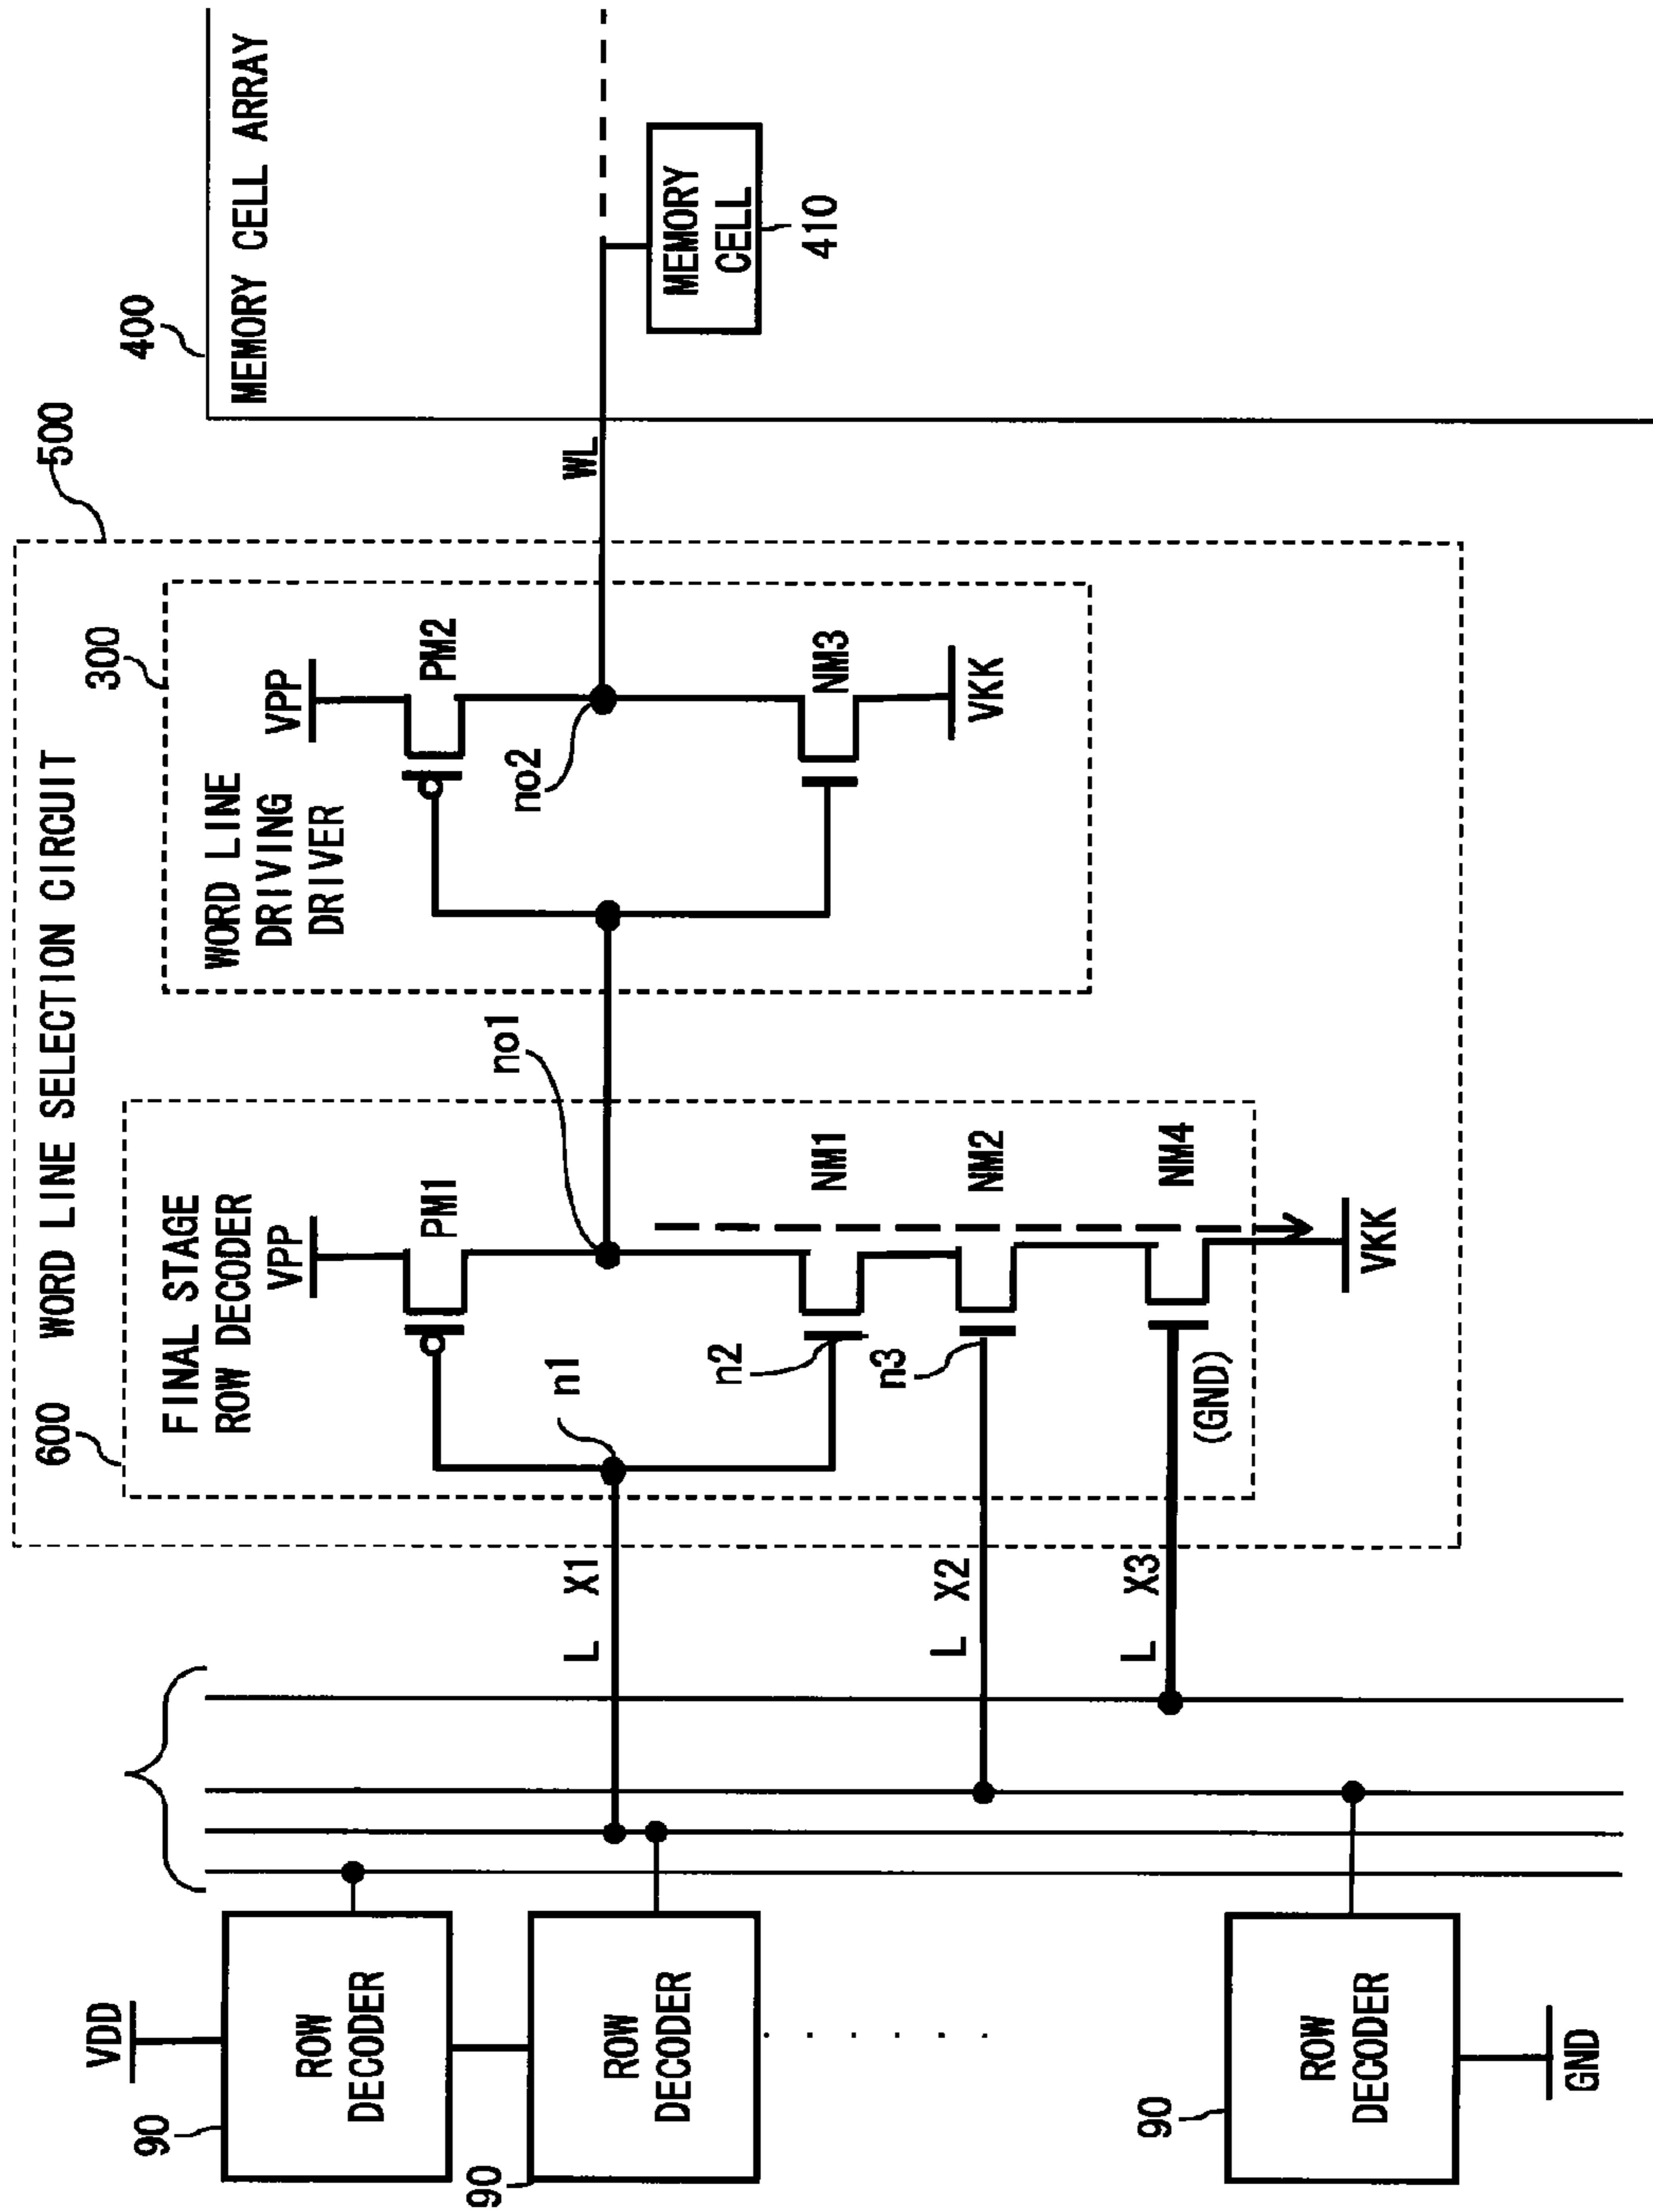 500
WORD LINE SELECTION CIRCUIT
600
FINAL STAGE
ROW DECODER
VPP
PM1
no1
n1
n2
NM1
n3
NM2
NM4
(GND)
VKK
300
WORD LINE
DRIVING
DRIVER
VPP
PM2
no2
NM3
VKK
WL
400
MEMORY CELL ARRAY
MEMORY
CELL
410
L X1
L X2
L X3
VDD
90
ROW
DECODER
90
ROW
DECODER
90
ROW
DECODER
GND